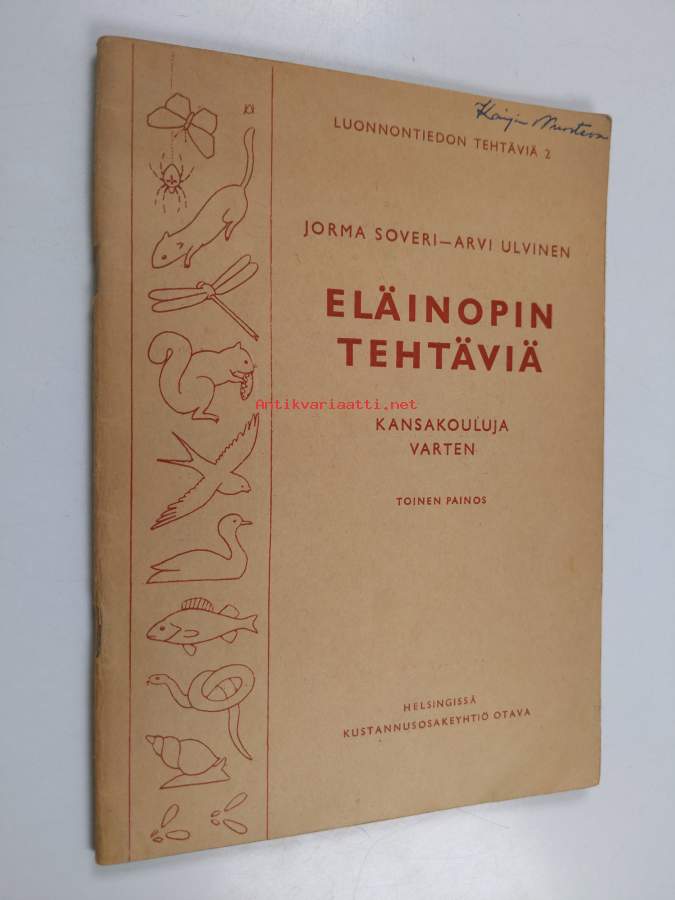 LUONNONTIEDON TEHTÄVIÄ 2
JORMA SOVERI—ARVI ULVINEN
ELÄINOPIN
TEHTÄVIÄ
Antikvariaatti.net
KANSAKOULUJA
VARTEN
TOINEN PAINOS
HELSINGISSÄ
KUSTANNUSOSAKEYHTIÖ OTAVA